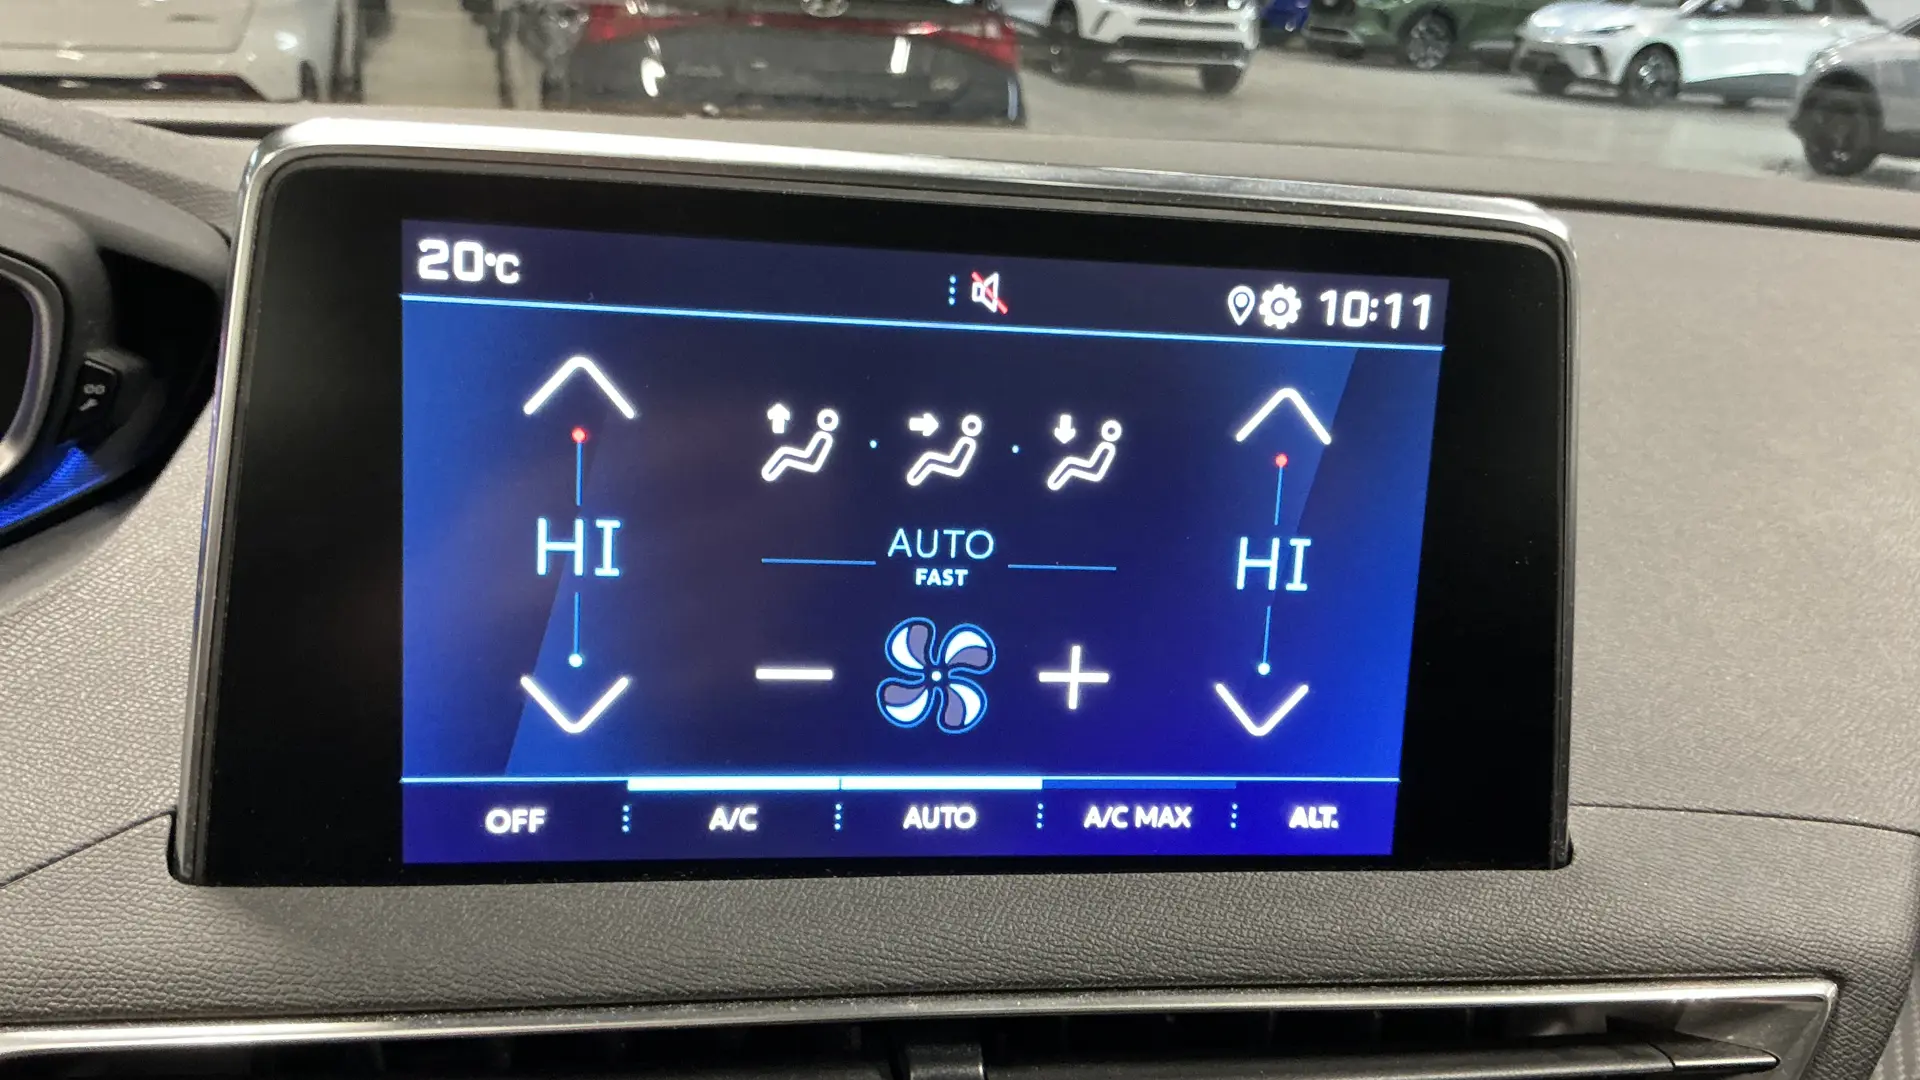 20°C
10:11
HI
AUTO
FAST
HI
OFF
A/C
AUTO
A/C MAX
ALT.